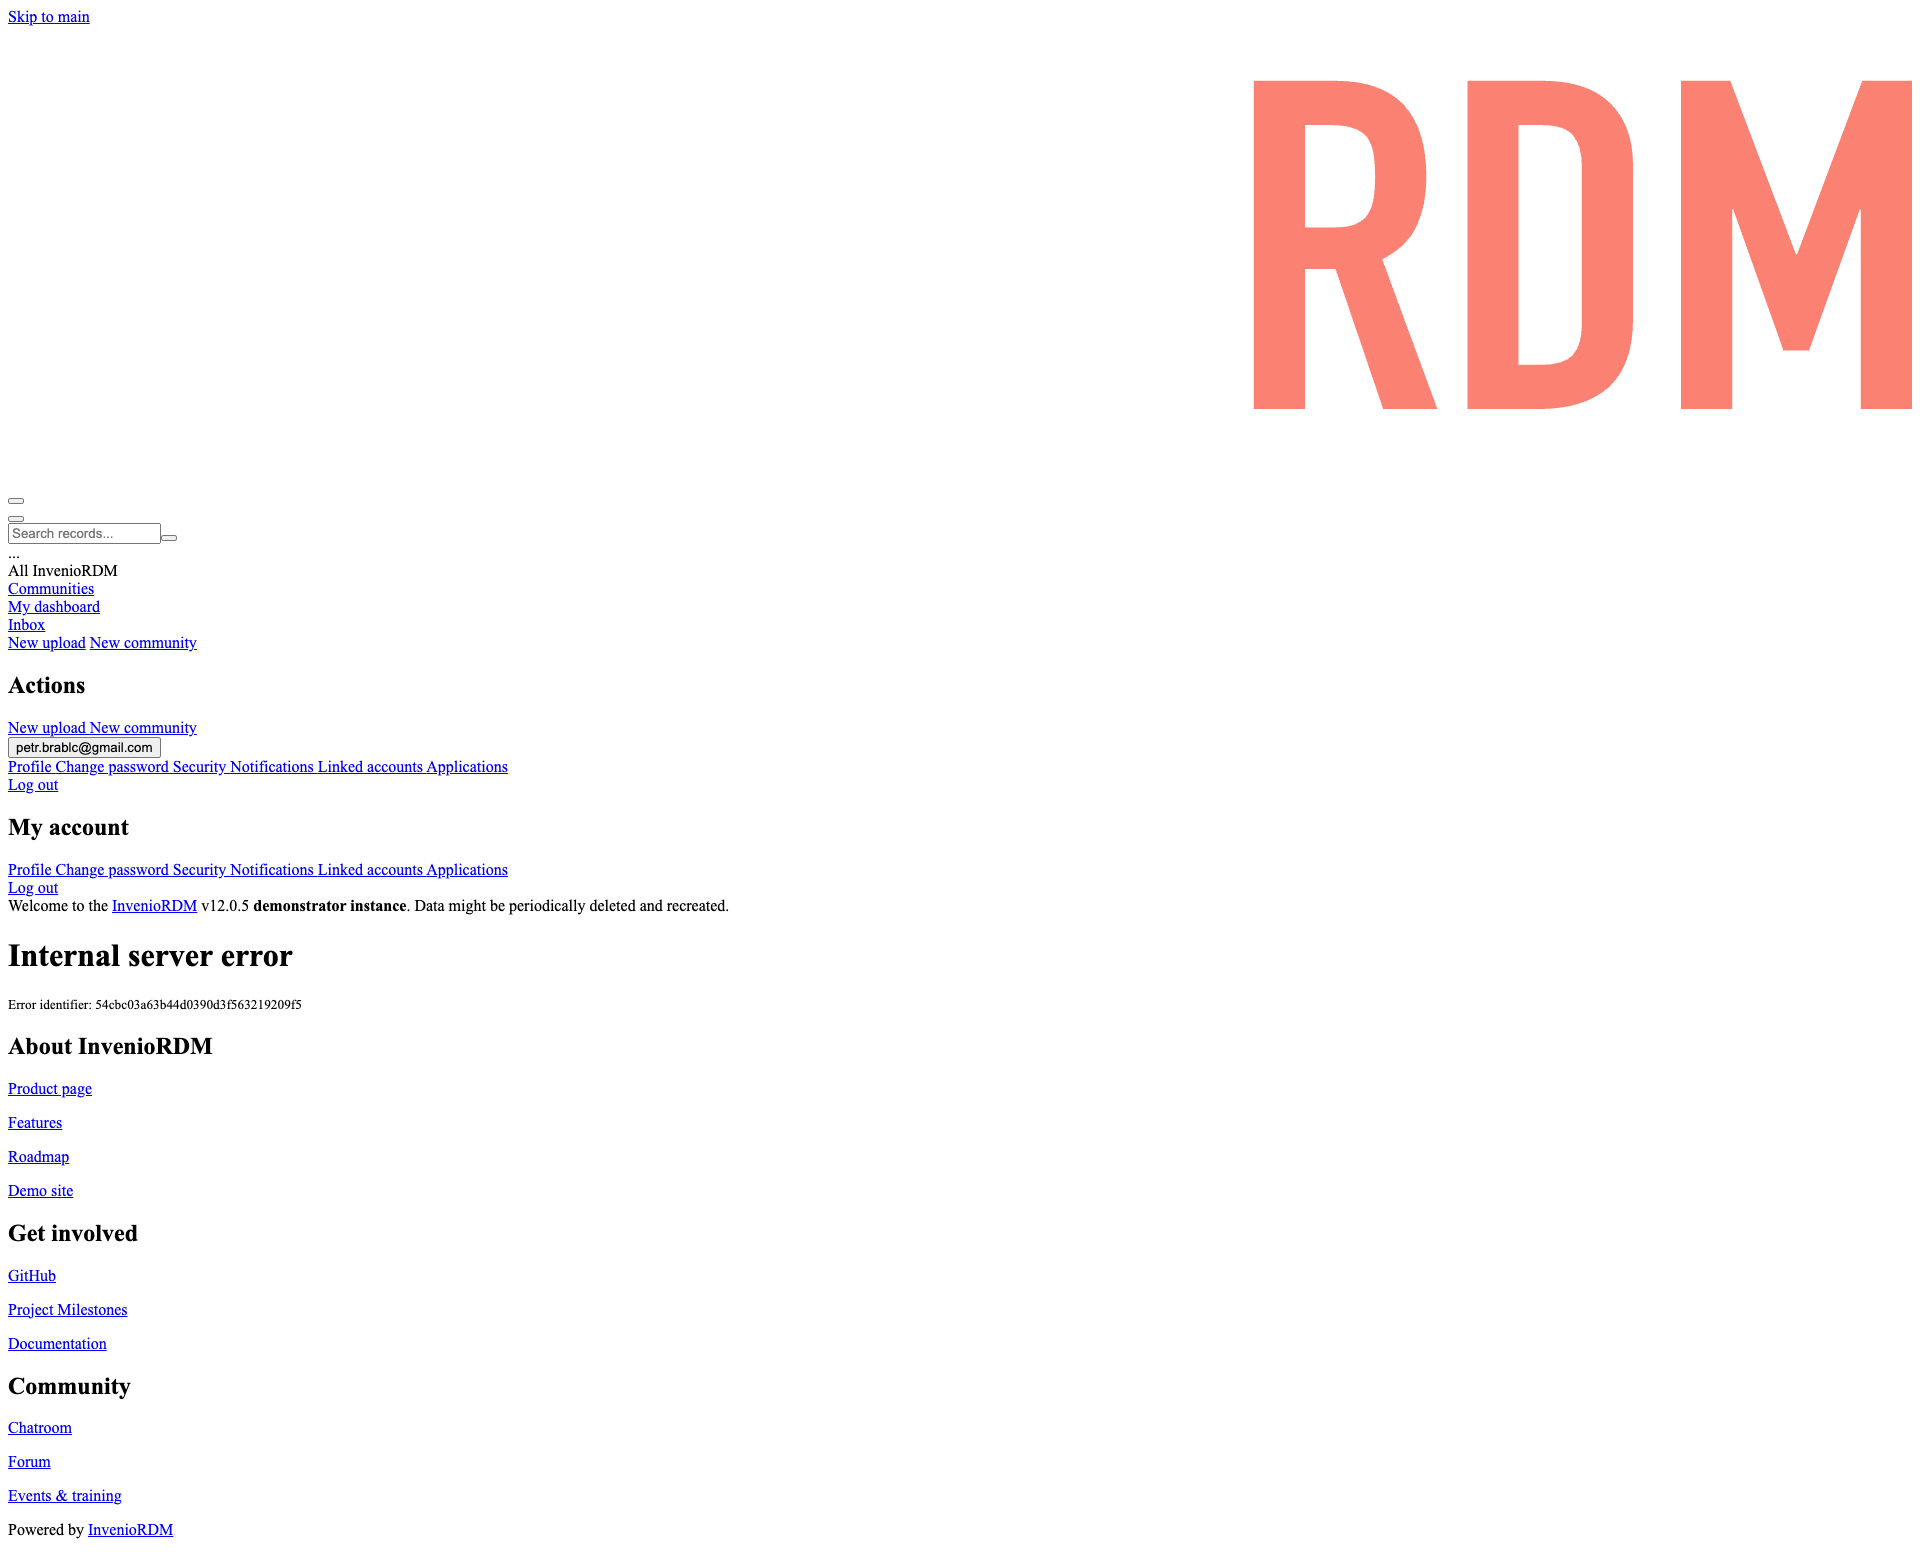 Skip to main
RDM
Search records...
...
All InvenioRDM
Communities
My dashboard
Inbox
New upload New community
Actions
New upload New community
petr.brablc@gmail.com
Profile Change password Security Notifications Linked accounts Applications
Log out
My account
Profile Change password Security Notifications Linked accounts Applications
Log out
Welcome to the InvenioRDM v12.0.5 demonstrator instance. Data might be periodically deleted and recreated.
Internal server error
Error identifier: 54cbc03a63b44d0390d3f563219209f5
About InvenioRDM
Product page
Features
Roadmap
Demo site
Get involved
GitHub
Project Milestones
Documentation
Community
Chatroom
Forum
Events & training
Powered by InvenioRDM